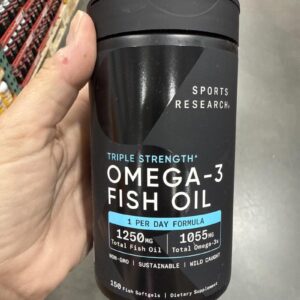 SPORTS
RESEARCH®
TRIPLE STRENGTH*
OMEGA-3
FISH OIL
1 PER DAY FORMULA
1250MG | 1055MG
Total Fish Oil | Total Omega-3s
NON-GMO | SUSTAINABLE | WILD CAUGHT
150 Fish Softgels | Dietary Supplement